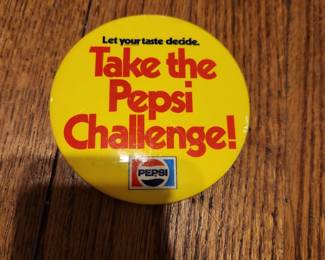 Let your taste decide.
Take the
Pepsi
Challenge!
PEPSI